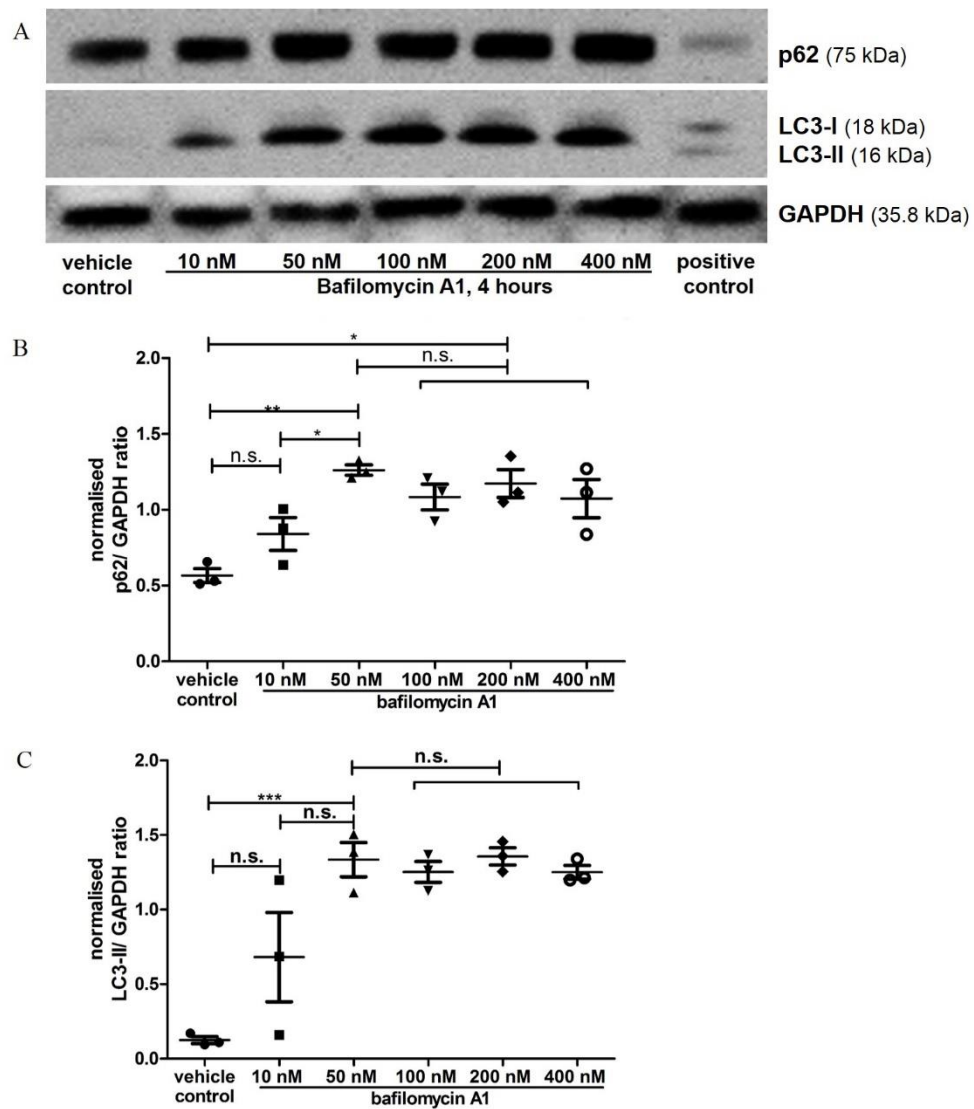 A
p62 (75 kDa)
LC3-I (18 kDa)
LC3-II (16 kDa)
GAPDH (35.8 kDa)
vehicle
control
10 nM 50 nM 100 nM 200 nM 400 nM
Bafilomycin A1, 4 hours
positive
control
B
normalised
p62/ GAPDH ratio
2.0
1.5
1.0
0.5
0.0
*
n.s.
**
*
n.s.
vehicle
control
10 nM 50 nM 100 nM 200 nM 400 nM
bafilomycin A1
C
normalised
LC3-II/ GAPDH ratio
2.0
1.5
1.0
0.5
0.0
n.s.
***
n.s.
n.s.
vehicle
control
10 nM 50 nM 100 nM 200 nM 400 nM
bafilomycin A1